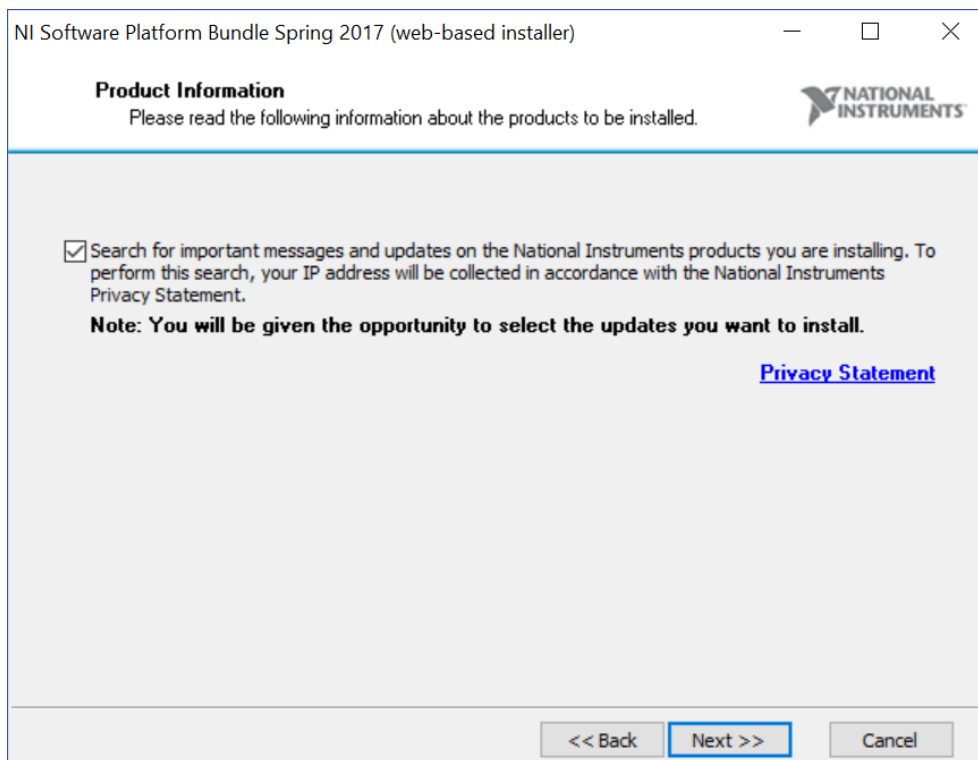 NI Software Platform Bundle Spring 2017 (web-based installer)
Product Information
Please read the following information about the products to be installed.
NATIONAL
INSTRUMENTS
Search for important messages and updates on the National Instruments products you are installing. To
perform this search, your IP address will be collected in accordance with the National Instruments
Privacy Statement.
Note: You will be given the opportunity to select the updates you want to install.
Privacy Statement
<< Back Next >> Cancel